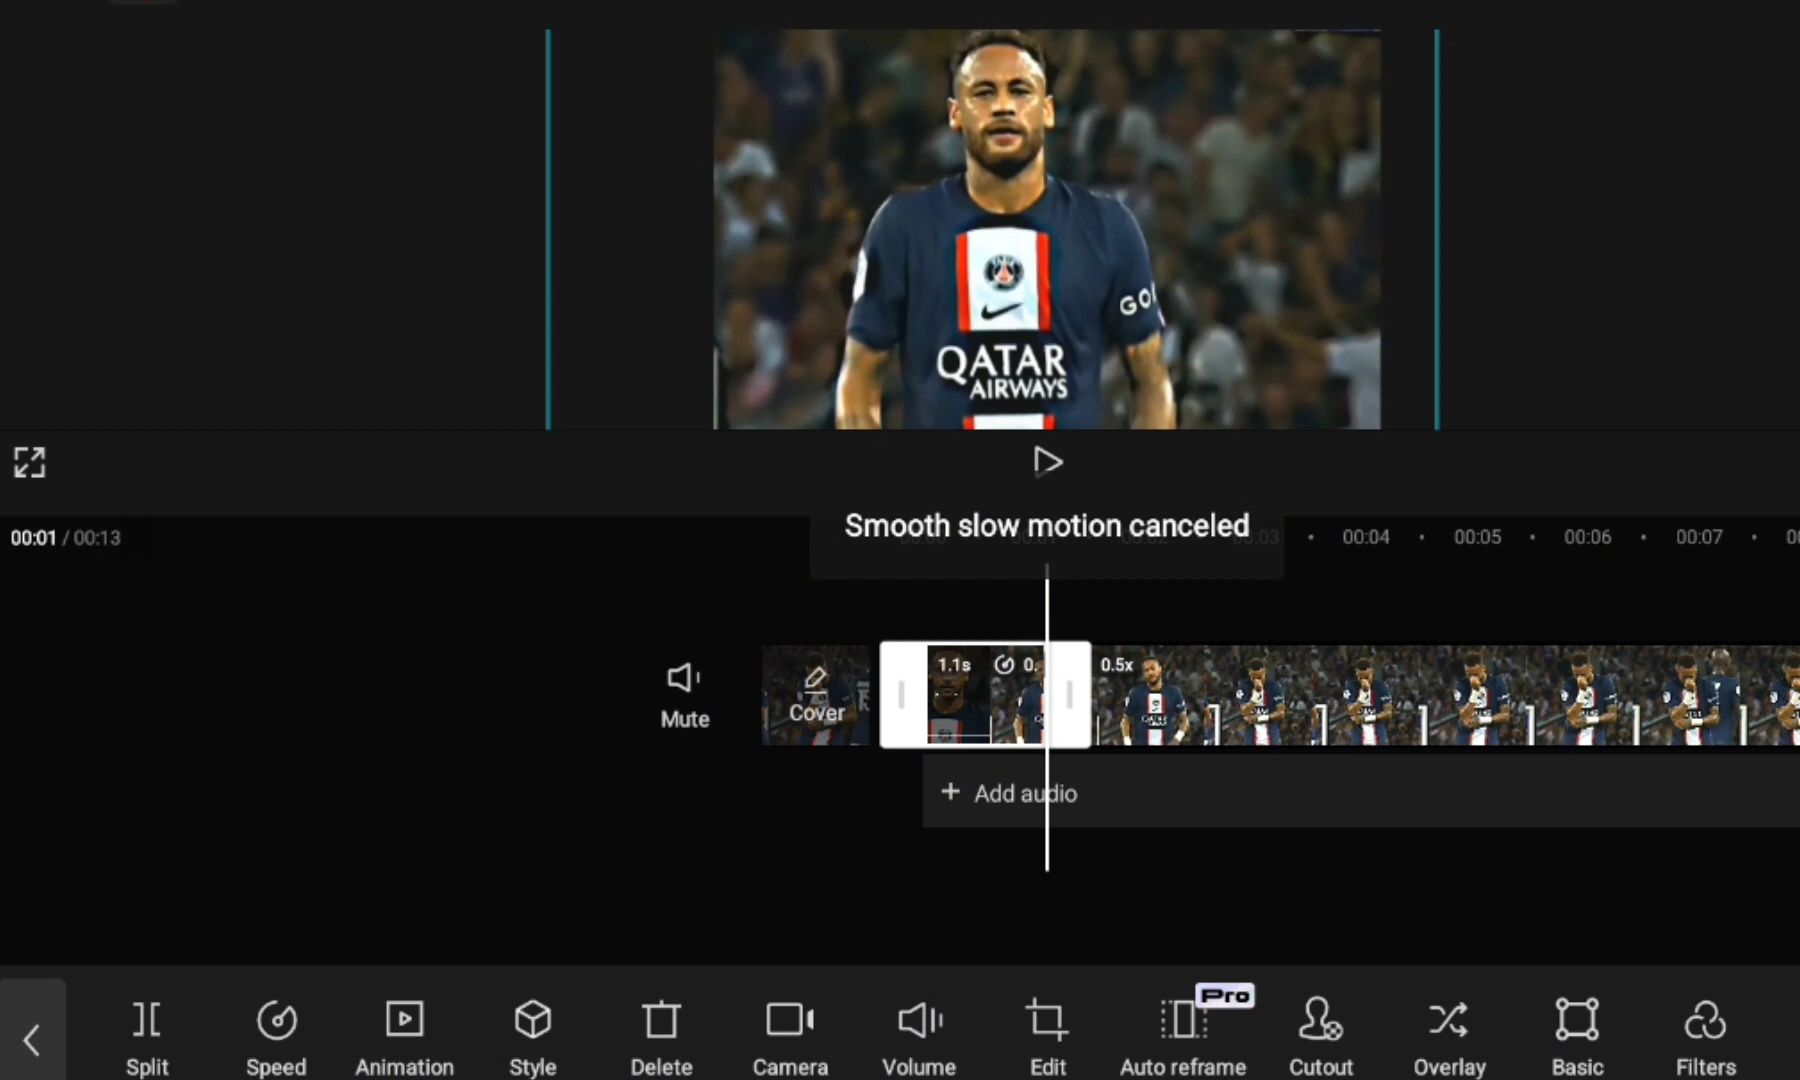 GO
QATAR
AIRWAYS
Smooth slow motion canceled
00:01 / 00:13
00:04
00:05
00:06
00:07
Mute
Cover
1.1s
0.
0.5x
+ Add audio
Pro
Split
Speed
Animation
Style
Delete
Camera
Volume
Edit
Auto reframe
Cutout
Overlay
Basic
Filters